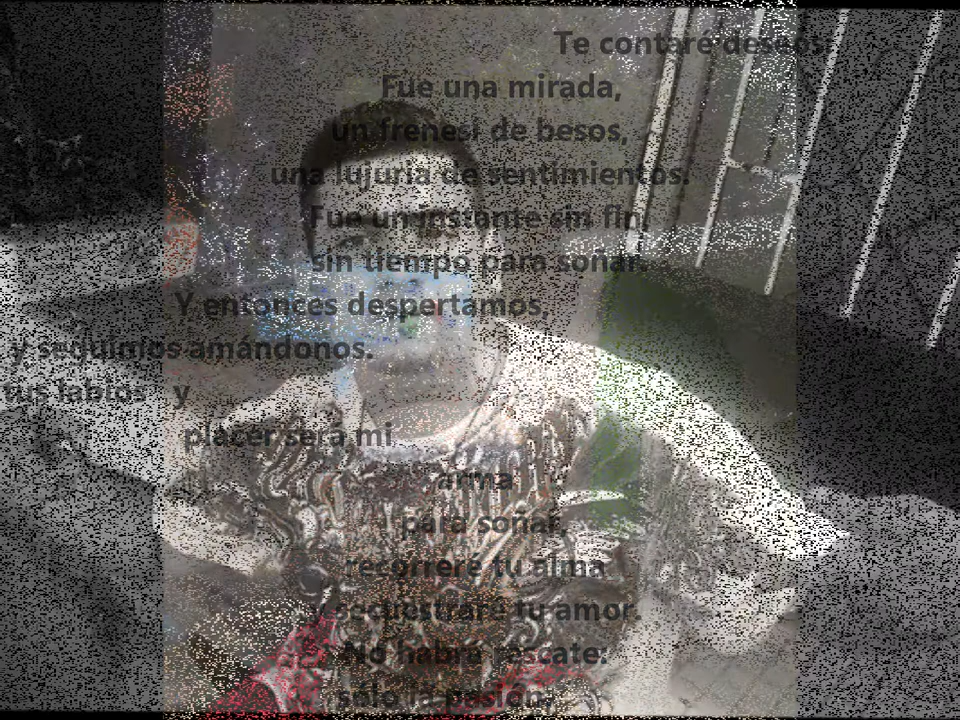 Te contaré deseos.
Fue una mirada,
un frenesí de besos,
una lujuria de sentimientos.
Fue un instante sin fin,
sin tiempo para soñar.
Y entonces despertamos,
y seguimos amándonos.
tus labios y
placer será mi
arma
para soñar.
recorreré tu alma
y secuestraré tu amor.
No habrá rescate:
sólo la pasión,